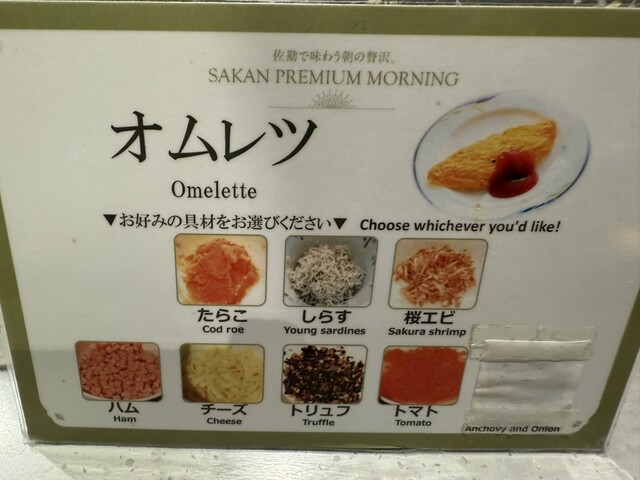 佐勘で味わう朝の贅沢。
SAKAN PREMIUM MORNING
オムレツ
Omelette
▼お好みの具材をお選びください▼ Choose whichever you'd like!
たらこ しらす 桜エビ
Cod roe Young sardines Sakura shrimp
ハム チーズ トリュフ トマト
Ham Cheese Truffle Tomato
Anchovy and Onion